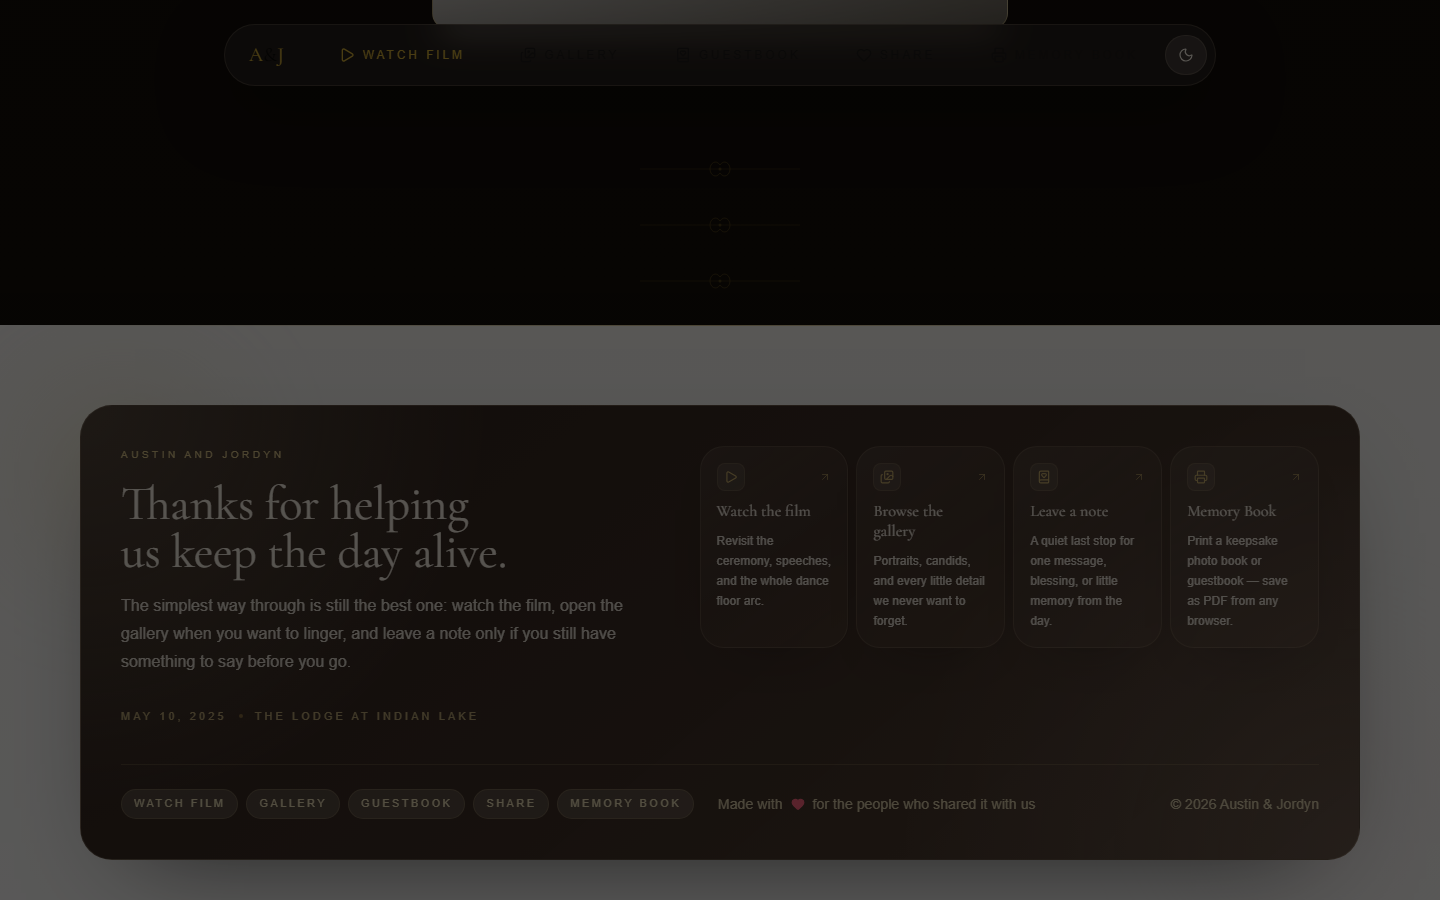 A J
WATCH FILM
GALLERY
AUSTIN AND JORDYN
Thanks for helping
us keep the day alive.
The simplest way through is still the best one: watch the film, open the
gallery when you want to linger, and leave a note only if you still have
something to say before you go.
MAY 10, 2025 • THE LODGE AT INDIAN LAKE
Watch the film
Revisit the
ceremony, speeches,
and the whole dance
floor arc.
Browse the
gallery
Portraits, candids,
and every little detail
we never want to
forget.
Leave a note
A quiet last stop for
one message,
blessing, or little
memory from the
day.
Memory Book
Print a keepsake
photo book or
guestbook — save
as PDF from any
browser.
WATCH FILM
GALLERY
GUESTBOOK
SHARE
MEMORY BOOK
Made with ♥ for the people who shared it with us
© 2026 Austin & Jordyn